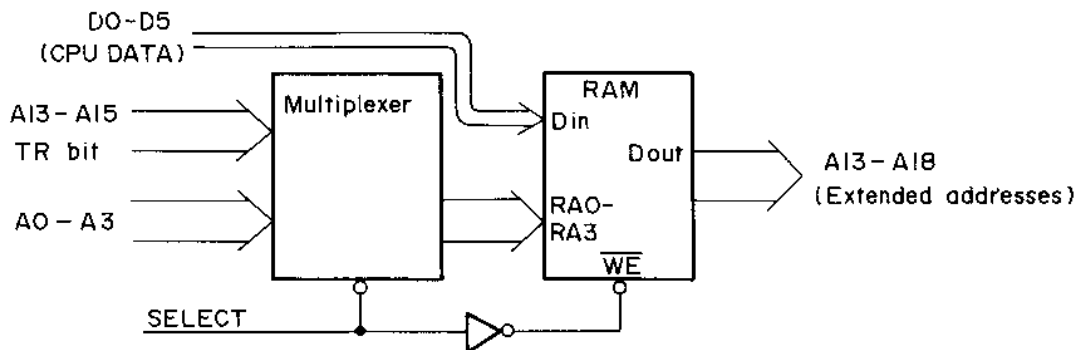 D0-D5
(CPU DATA)
Multiplexer
RAM
A13-A15
Din
TR bit
Dout
A13-A18
(Extended addresses)
A0-A3
RA0-
RA3
WE
SELECT